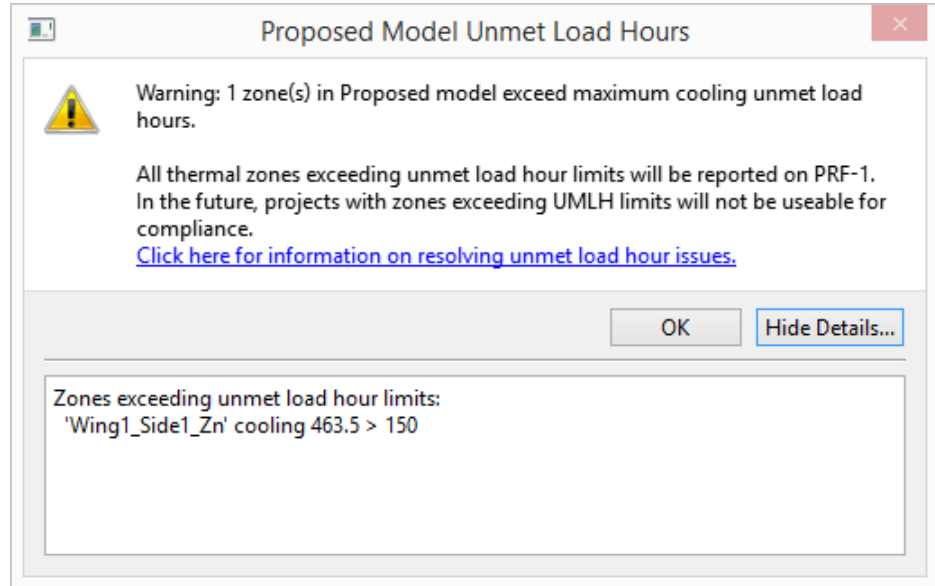 Proposed Model Unmet Load Hours
Warning: 1 zone(s) in Proposed model exceed maximum cooling unmet load
hours.
All thermal zones exceeding unmet load hour limits will be reported on PRF-1.
In the future, projects with zones exceeding UMLH limits will not be useable for
compliance.
Click here for information on resolving unmet load hour issues.
OK
Hide Details...
Zones exceeding unmet load hour limits:
'Wing1_Side1_Zn' cooling 463.5 > 150